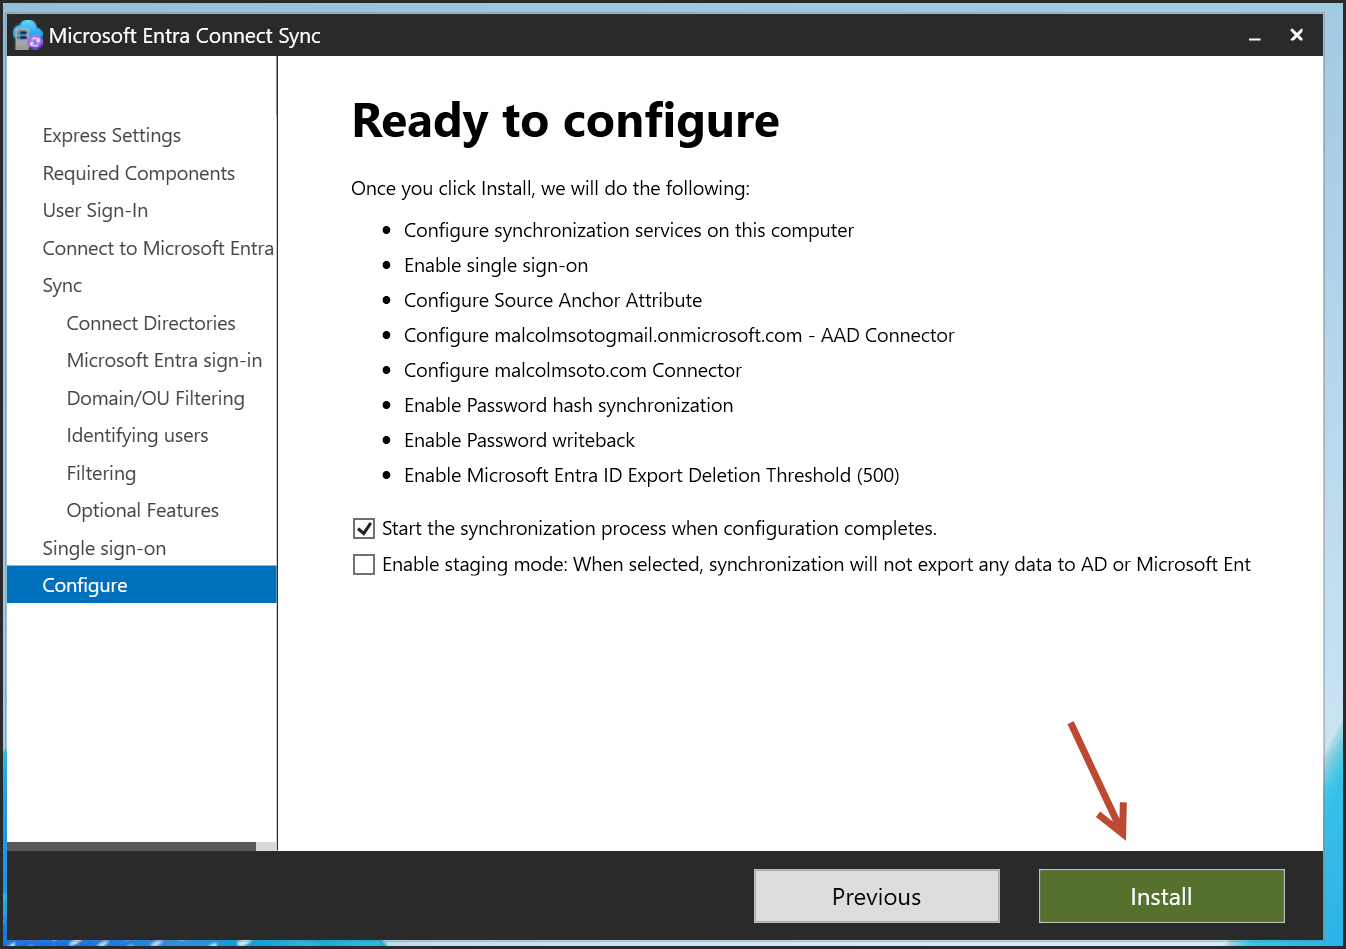 Microsoft Entra Connect Sync
Express Settings
Required Components
User Sign-In
Connect to Microsoft Entra
Sync
Connect Directories
Microsoft Entra sign-in
Domain/OU Filtering
Identifying users
Filtering
Optional Features
Single sign-on
Configure
Ready to configure
Once you click Install, we will do the following:
• Configure synchronization services on this computer
• Enable single sign-on
• Configure Source Anchor Attribute
• Configure malcolmsotogmail.onmicrosoft.com - AAD Connector
• Configure malcolmsoto.com Connector
• Enable Password hash synchronization
• Enable Password writeback
• Enable Microsoft Entra ID Export Deletion Threshold (500)
Start the synchronization process when configuration completes.
Enable staging mode: When selected, synchronization will not export any data to AD or Microsoft Ent
Previous
Install